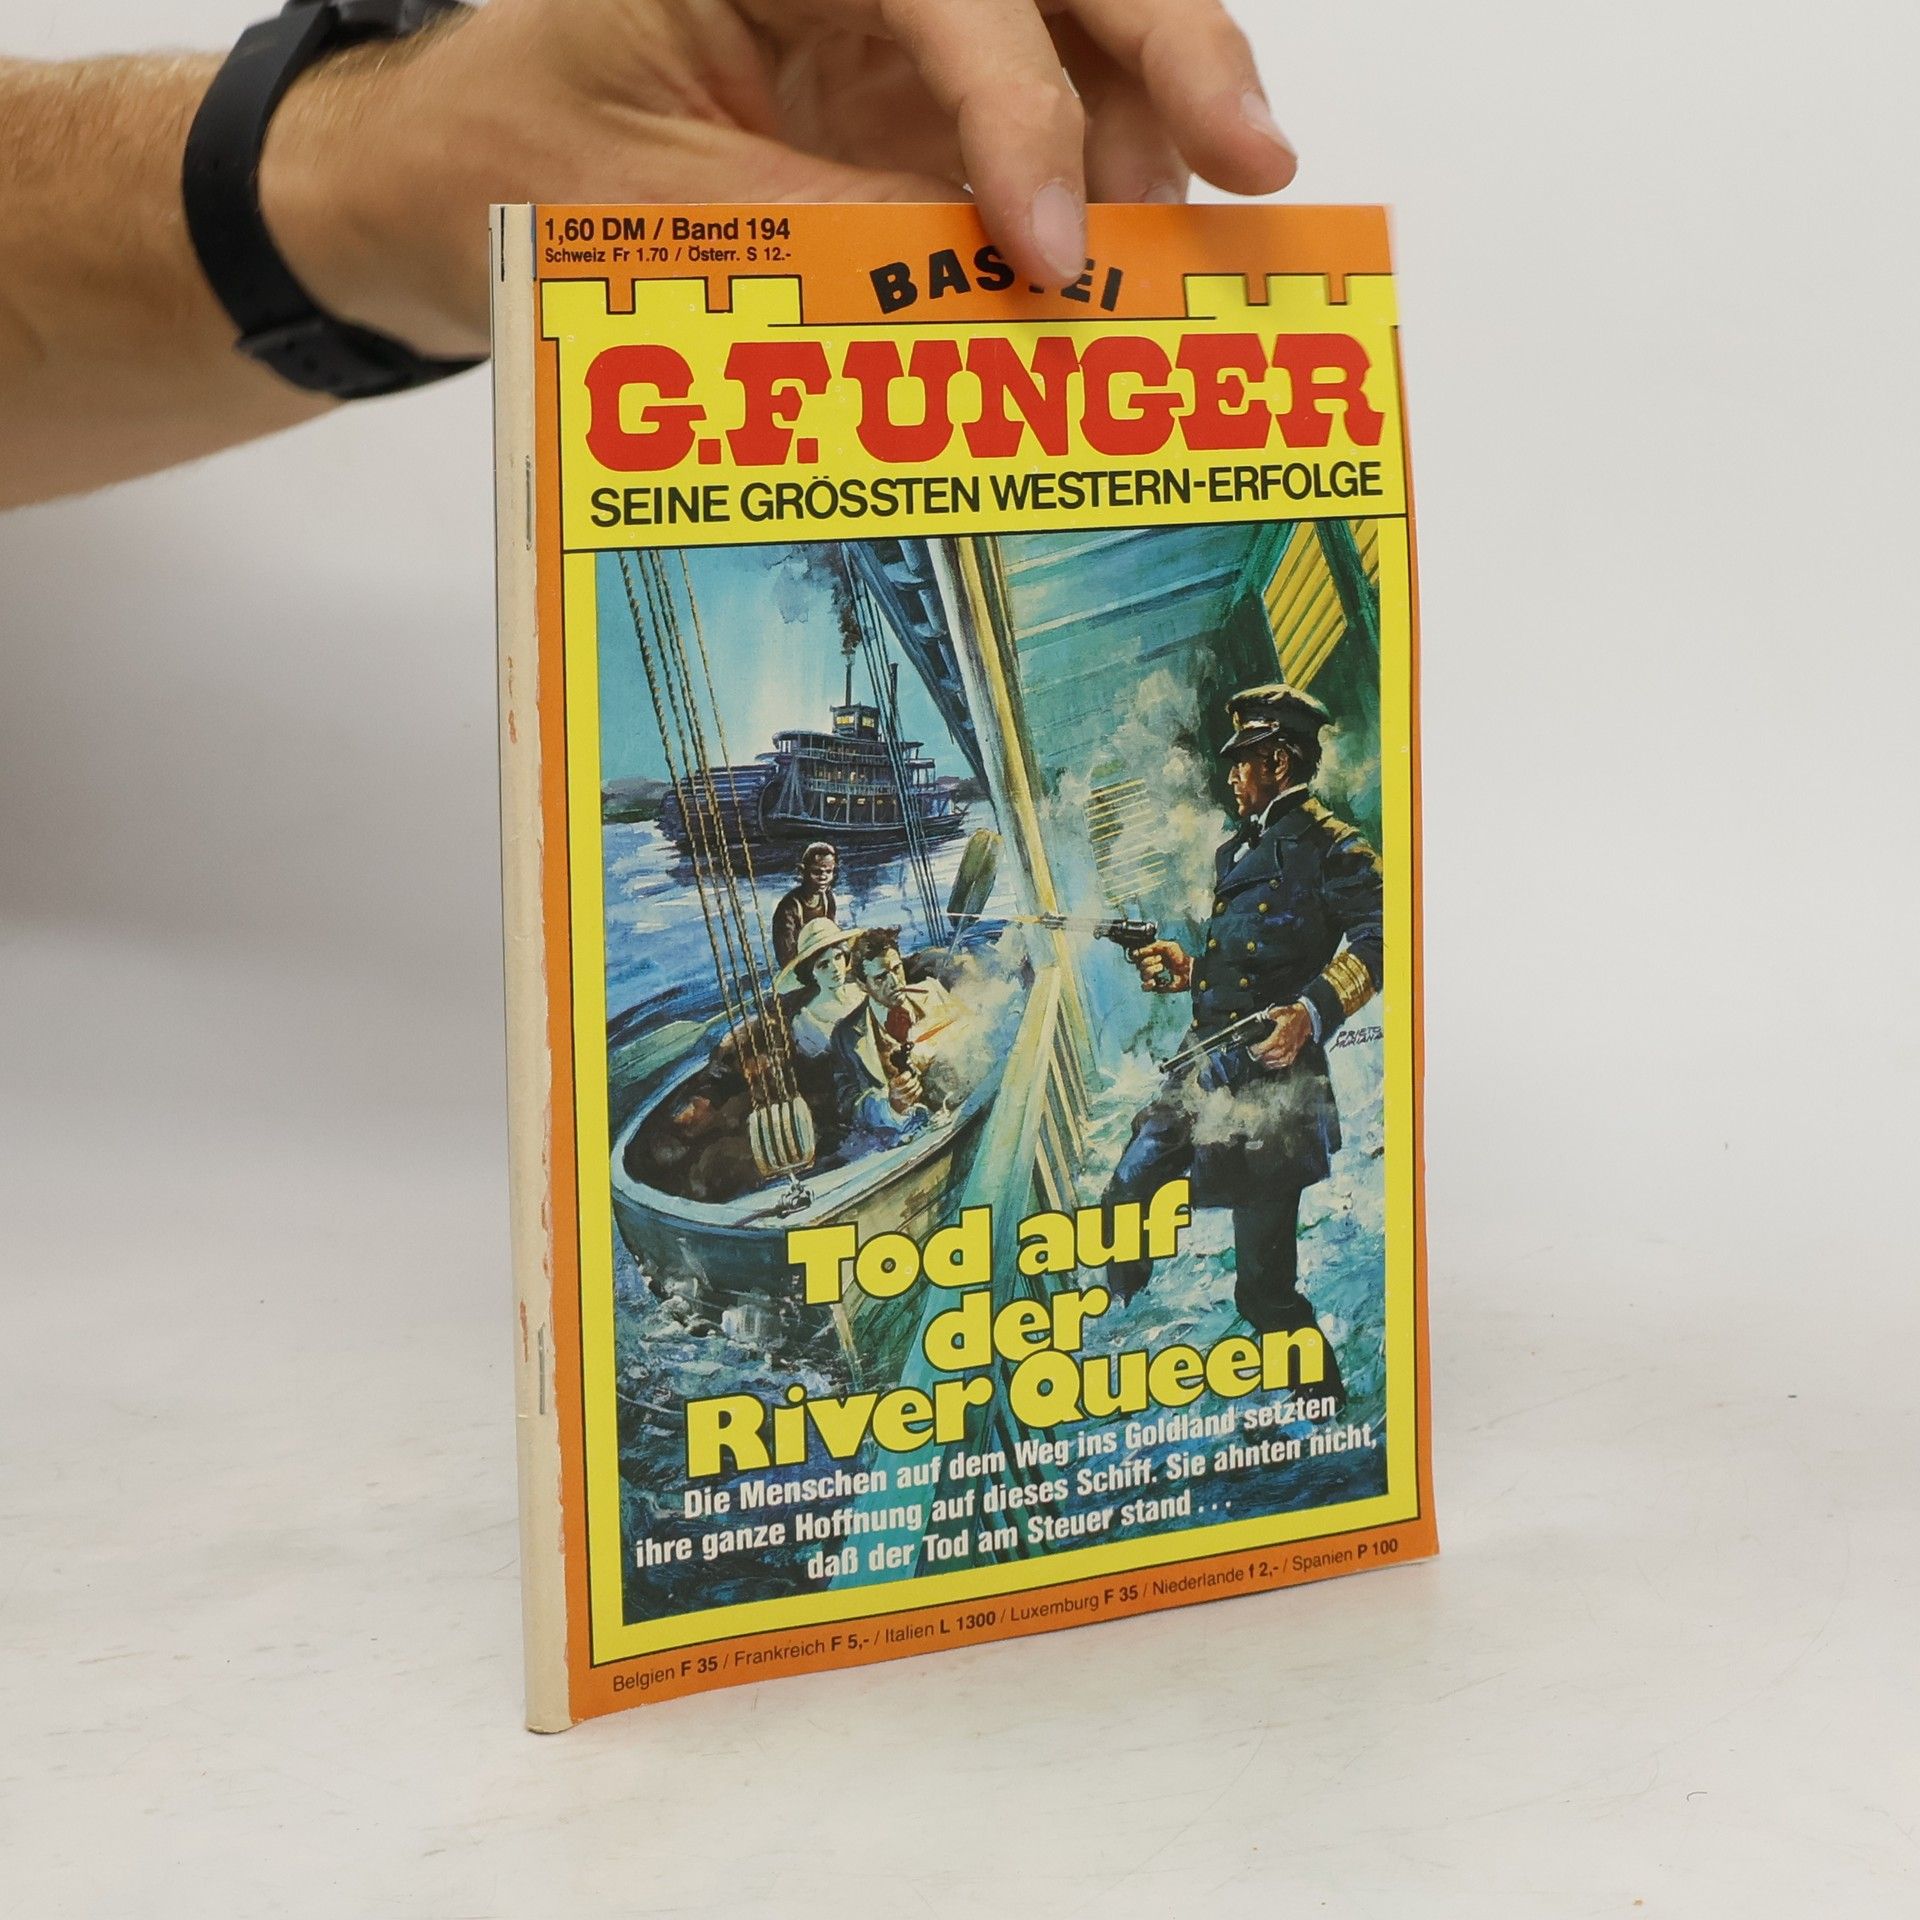 1,60 DM / Band 194
Schweiz Fr 1.70 / Österr. S 12.-
BASTEI
G.F. UNGER
SEINE GRÖSSTEN WESTERN-ERFOLGE
PRIETO
MURIANA
Tod auf
der
River Queen
Die Menschen auf dem Weg ins Goldland setzten
ihre ganze Hoffnung auf dieses Schiff. Sie ahnten nicht,
daß der Tod am Steuer stand . . .
Belgien F 35 / Frankreich F 5,- / Italien L 1300 / Luxemburg F 35 / Niederlande f 2,- / Spanien P 100